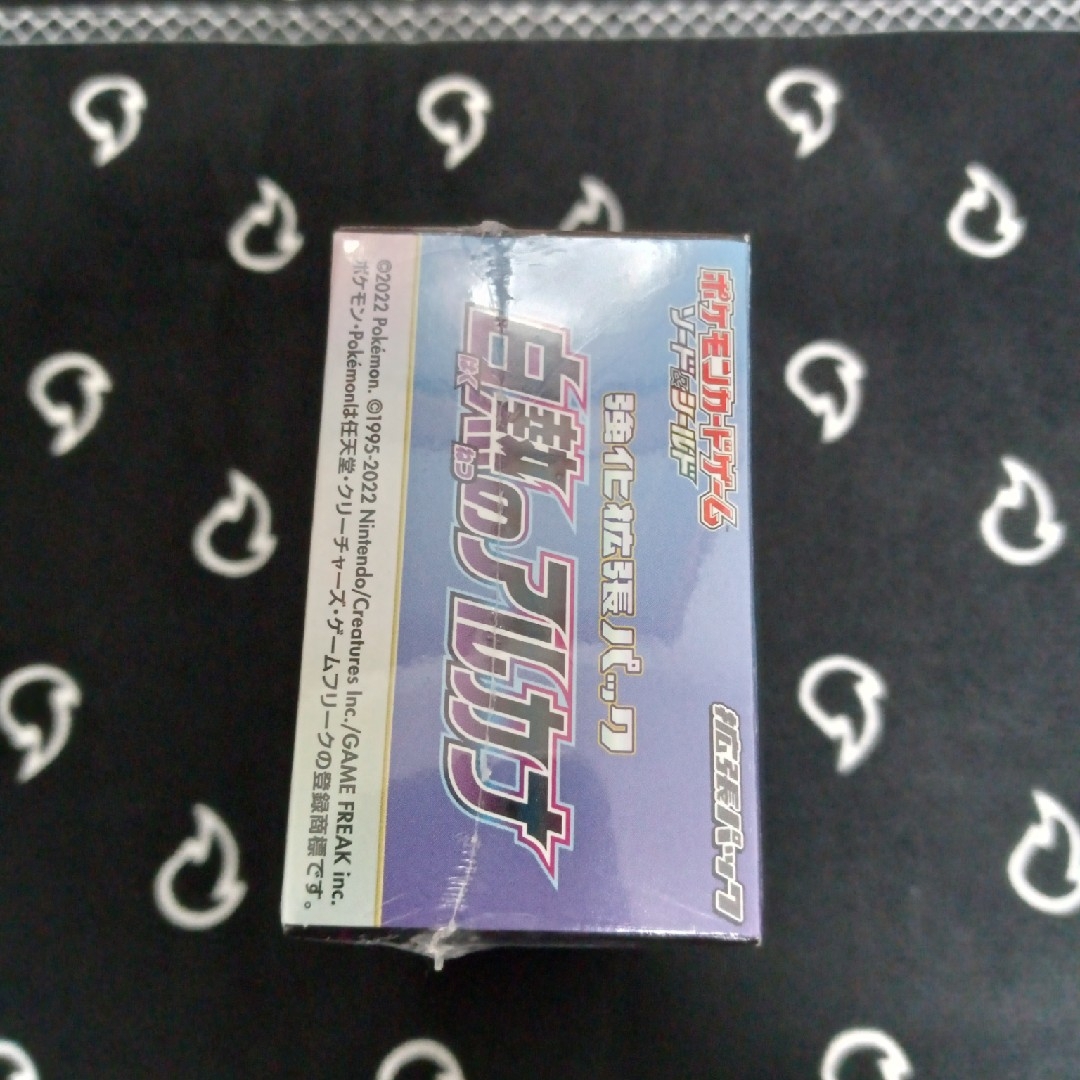 ポケモンカードゲーム
ソード&シールド
拡張パック
強化拡張パック
白熱のアルカナ
はく ねつ
©2022 Pokémon. ©1995-2022 Nintendo/Creatures Inc./GAME FREAK inc.
ポケモン・Pokémonは任天堂・クリーチャーズ・ゲームフリークの登録商標です。